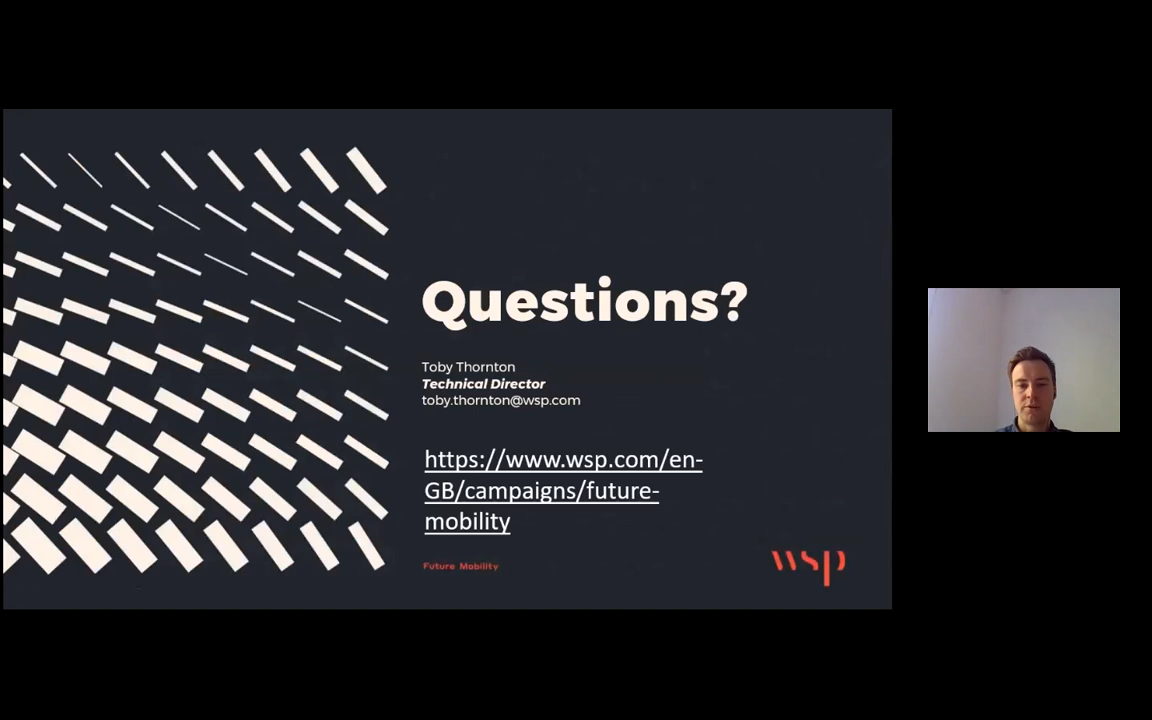 Questions?
Toby Thornton
Technical Director
toby.thornton@wsp.com
https://www.wsp.com/en-
GB/campaigns/future-
mobility
Future Mobility
wsp